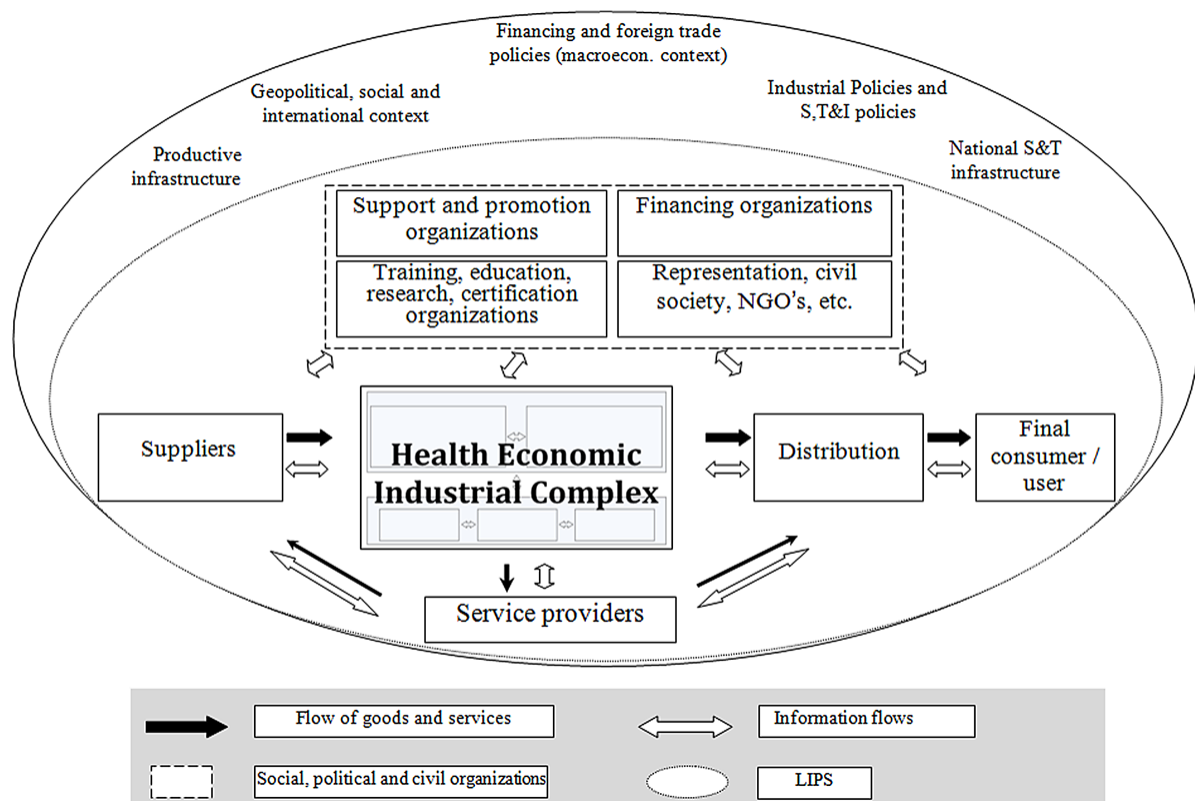 Financing and foreign trade
policies (macroecon. context)
Geopolitical, social and
international context
Industrial Policies and
S,T&I policies
Productive
infrastructure
National S&T
infrastructure
Support and promotion
organizations
Financing organizations
Training, education,
research, certification
organizations
Representation, civil
society, NGO's, etc.
Suppliers
Health Economic
Industrial Complex
Distribution
Final
consumer /
user
Service providers
Flow of goods and services
Information flows
Social, political and civil organizations
LIPS